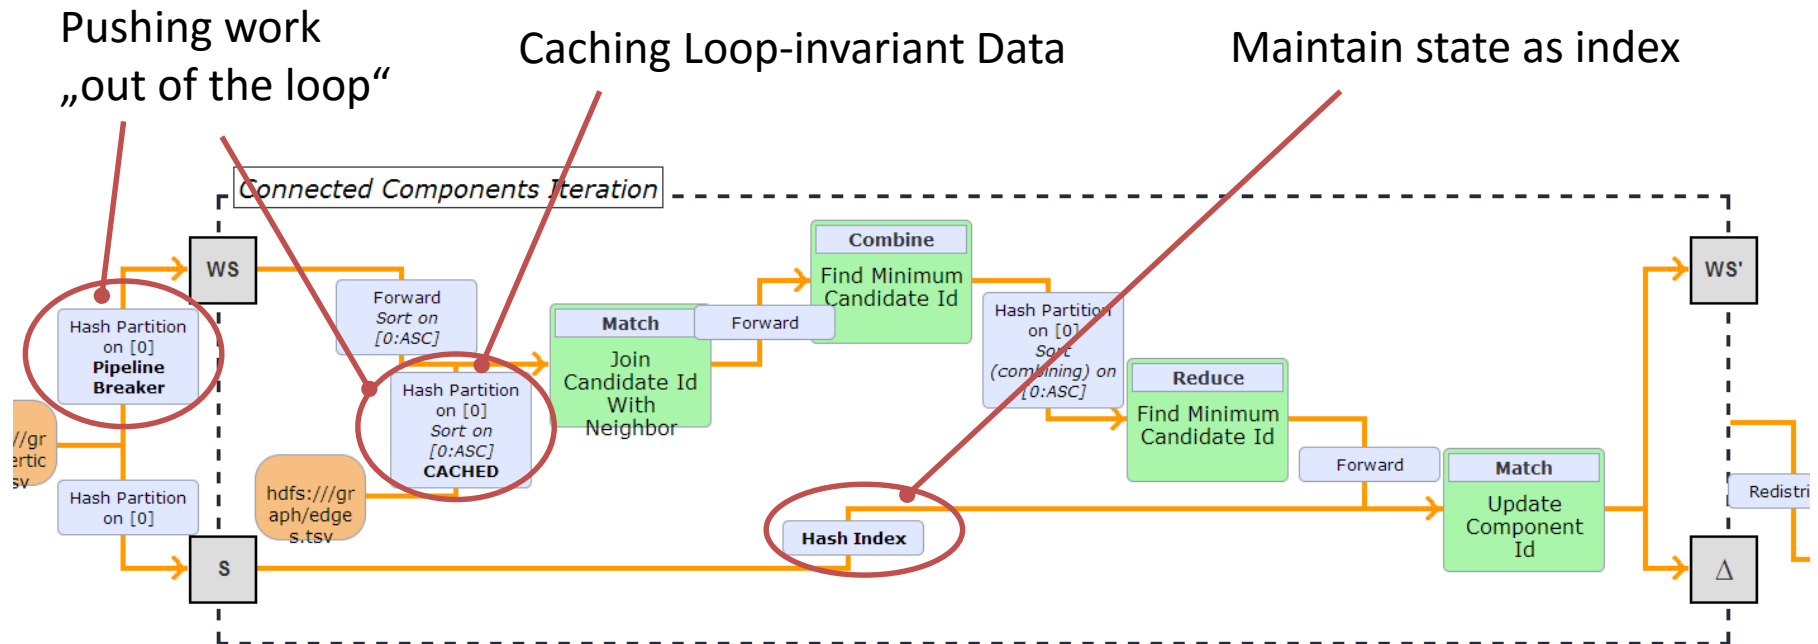 Pushing work
„out of the loop“
Caching Loop-invariant Data
Maintain state as index
Connected Components Iteration
WS
Hash Partition
on [0]
Pipeline
Breaker
Hash Partition
on [0]
S
Forward
Sort on
[0:ASC]
Hash Partition
on [0]
Sort on
[0:ASC]
CACHED
hdfs:///gr
aph/edge
s.tsv
Match
Join
Candidate Id
With
Neighbor
Forward
Combine
Find Minimum
Candidate Id
Hash Partition
on [0]
Sort
(combining) on
[0:ASC]
Reduce
Find Minimum
Candidate Id
Hash Index
Forward
Match
Update
Component
Id
WS'
Δ
://gr
ertic
sv
Redistri